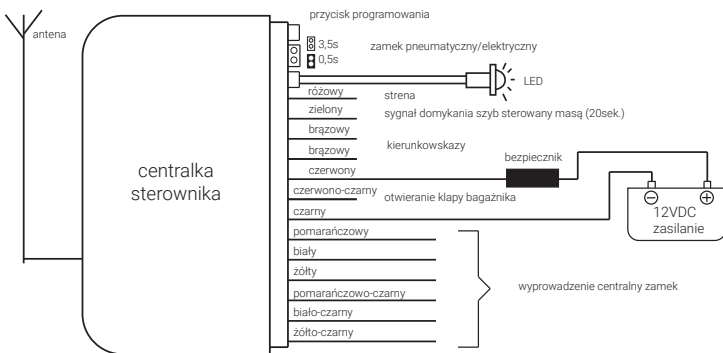 przycisk programowania
antena
3,5s
zamek pneumatyczny/elektryczny
0,5s
LED
różowy
strena
zielony
sygnał domykania szyb sterowany masą (20sek.)
brązowy
kierunkowskazy
brązowy
bezpiecznik
centralka
sterownika
czerwony
czerwono-czarny
otwieranie klapy bagażnika
czarny
12VDC
zasilanie
pomarańczowy
biały
żółty
wyprowadzenie centralny zamek
pomarańczowo-czarny
biało-czarny
żółto-czarny